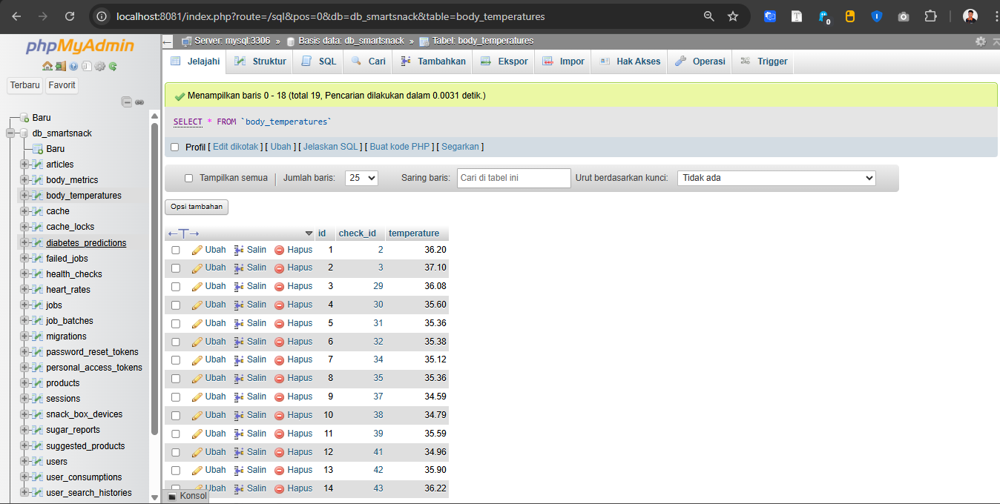 localhost:8081/index.php?route=/sql&pos=0&db=db_smartsnack&table=body_temperatures
0
phpMyAdmin
Terbaru Favorit
Baru
db_smartsnack
Baru
articles
body_metrics
body_temperatures
cache
cache_locks
diabetes_predictions
failed_jobs
health_checks
heart_rates
jobs
job_batches
migrations
password_reset_tokens
personal_access_tokens
products
sessions
snack_box_devices
sugar_reports
suggested_products
users
user_consumptions
user_search_histories
Server: mysql:3306 » Basis data: db_smartsnack » Tabel: body_temperatures
Jelajahi Struktur SQL Cari Tambahkan Ekspor Impor Hak Akses Operasi Trigger
Menampilkan baris 0 - 18 (total 19, Pencarian dilakukan dalam 0.0031 detik.)
SELECT * FROM `body_temperatures`
Profil [ Edit dikotak ] [ Ubah ] [ Jelaskan SQL ] [ Buat kode PHP ] [ Segarkan ]
Tampilkan semua Jumlah baris: 25 Saring baris: Cari di tabel ini Urut berdasarkan kunci: Tidak ada
Opsi tambahan
←T→ id check_id temperature
Ubah Salin Hapus 1 2 36.20
Ubah Salin Hapus 2 3 37.10
Ubah Salin Hapus 3 29 36.08
Ubah Salin Hapus 4 30 35.60
Ubah Salin Hapus 5 31 35.36
Ubah Salin Hapus 6 32 35.38
Ubah Salin Hapus 7 34 35.12
Ubah Salin Hapus 8 35 35.36
Ubah Salin Hapus 9 37 34.59
Ubah Salin Hapus 10 38 34.79
Ubah Salin Hapus 11 39 35.59
Ubah Salin Hapus 12 41 34.96
Ubah Salin Hapus 13 42 35.90
Ubah Salin Hapus 14 43 36.22
Konsol